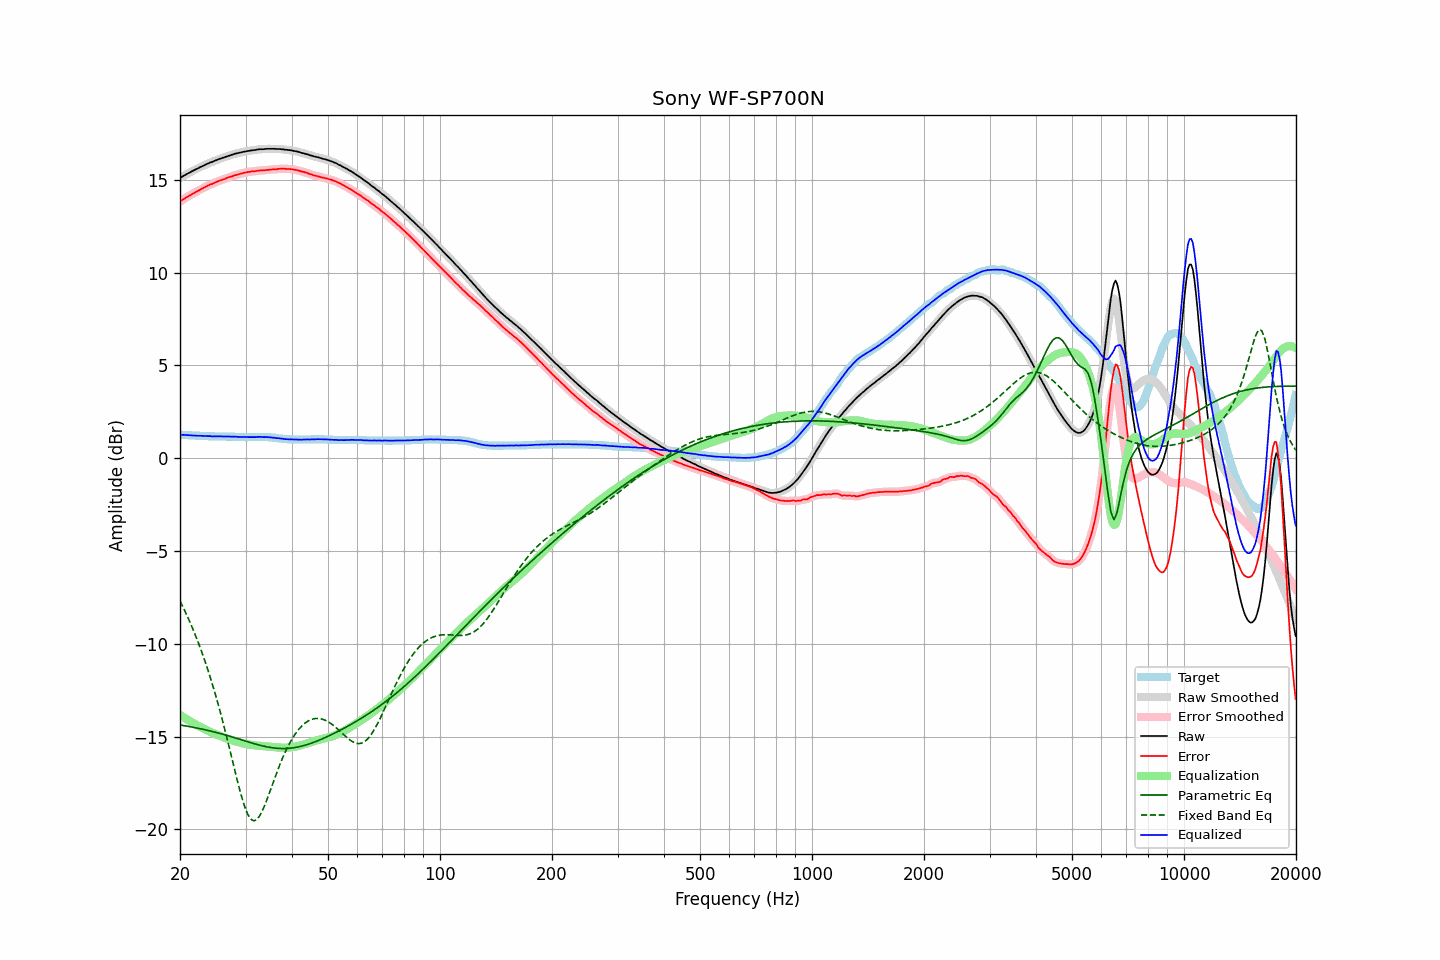 Sony WF-SP700N
Amplitude (dBr)
15
10
5
0
−5
−10
−15
−20
20
50
100
200
500
1000
2000
5000
10000
20000
Frequency (Hz)
Target
Raw Smoothed
Error Smoothed
Raw
Error
Equalization
Parametric Eq
Fixed Band Eq
Equalized